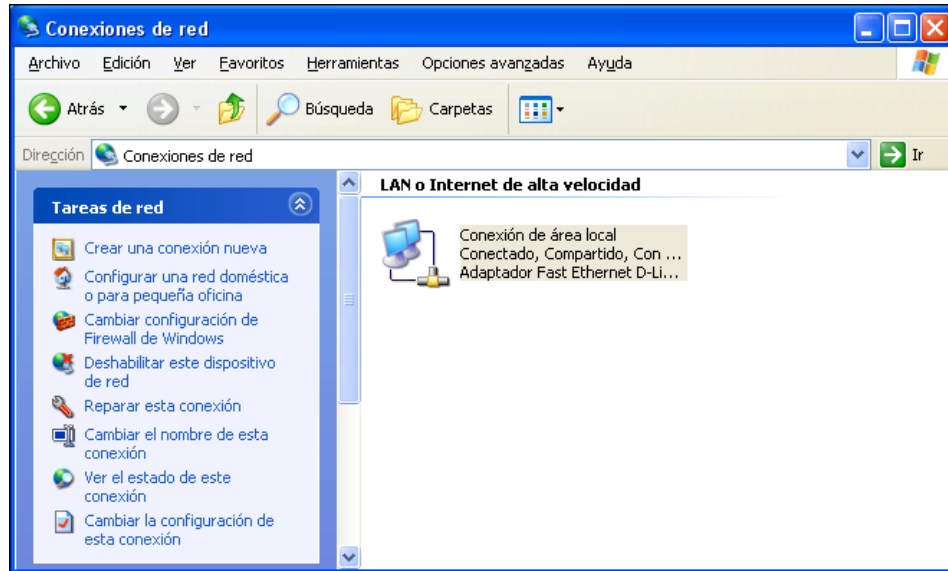 Conexiones de red
Archivo Edición Ver Favoritos Herramientas Opciones avanzadas Ayuda
Atrás Búsqueda Carpetas
Dirección Conexiones de red Ir
Tareas de red
Crear una conexión nueva
Configurar una red doméstica
o para pequeña oficina
Cambiar configuración de
Firewall de Windows
Deshabilitar este dispositivo
de red
Reparar esta conexión
Cambiar el nombre de esta
conexión
Ver el estado de este
conexión
Cambiar la configuración de
esta conexión
LAN o Internet de alta velocidad
Conexión de área local
Conectado, Compartido, Con ...
Adaptador Fast Ethernet D-Li...